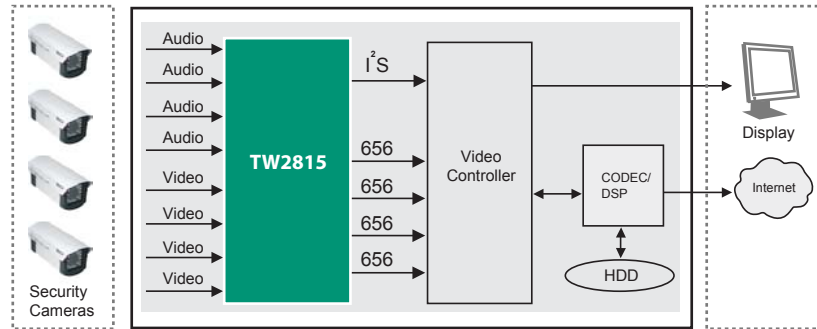 Audio
Audio
Audio
Audio
Video
Video
Video
Video
TW2815
I²S
656
656
656
656
Video
Controller
CODEC/
DSP
HDD
Display
Internet
Security
Cameras